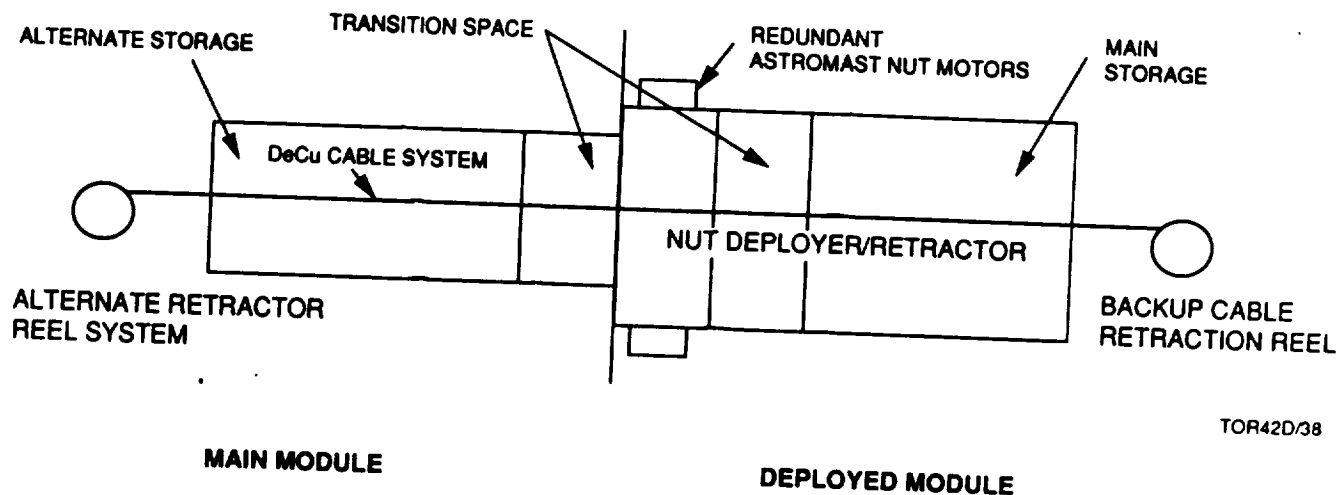 TRANSITION SPACE
ALTERNATE STORAGE
REDUNDANT
ASTROMAST NUT MOTORS
MAIN
STORAGE
DeCu CABLE SYSTEM
NUT DEPLOYER/RETRACTOR
ALTERNATE RETRACTOR
REEL SYSTEM
BACKUP CABLE
RETRACTION REEL
TOR42D/38
MAIN MODULE
DEPLOYED MODULE